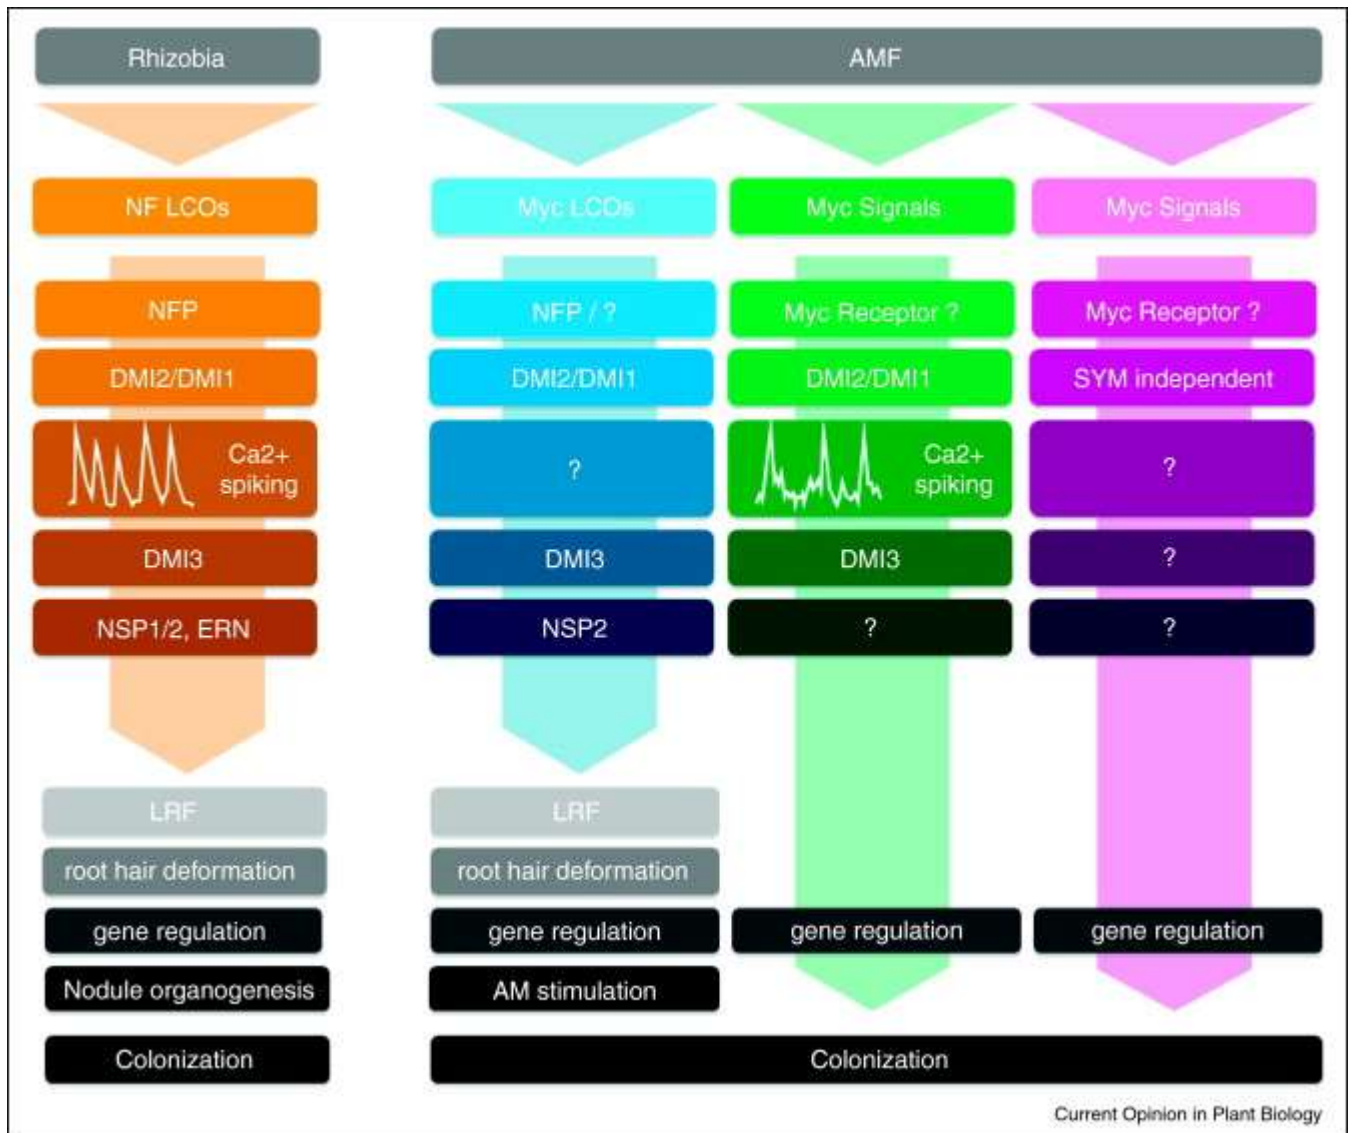 Rhizobia
AMF
NF LCOs
Myc LCOs
Myc Signals
Myc Signals
NFP
NFP / ?
Myc Receptor ?
Myc Receptor ?
DMI2/DMI1
DMI2/DMI1
DMI2/DMI1
SYM independent
Ca2+
spiking
?
Ca2+
spiking
?
DMI3
DMI3
DMI3
?
NSP1/2, ERN
NSP2
?
?
LRF
LRF
root hair deformation
root hair deformation
gene regulation
gene regulation
gene regulation
gene regulation
Nodule organogenesis
AM stimulation
Colonization
Colonization
Current Opinion in Plant Biology